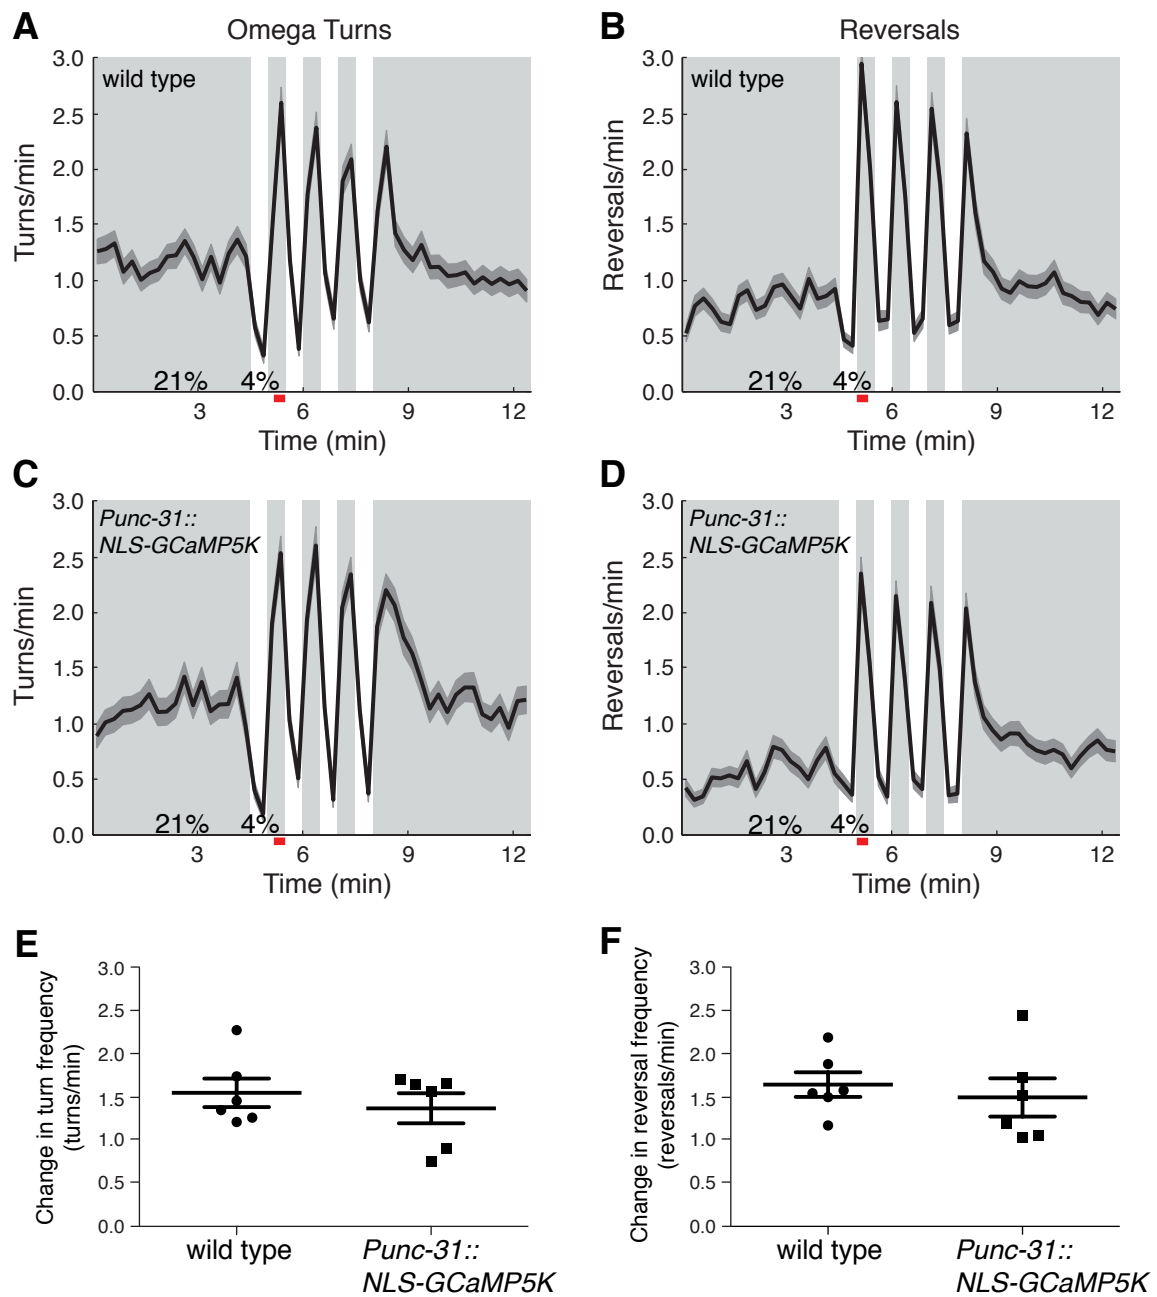 A
Omega Turns
B
Reversals
3.0
2.5
2.0
1.5
1.0
0.5
0.0
Turns/min
wild type
21%
4%
3
6
9
12
Time (min)
3.0
2.5
2.0
1.5
1.0
0.5
0.0
Reversals/min
wild type
21%
4%
3
6
9
12
Time (min)
C
3.0
2.5
2.0
1.5
1.0
0.5
0.0
Turns/min
Punc-31::
NLS-GCaMP5K
21%
4%
3
6
9
12
Time (min)
D
3.0
2.5
2.0
1.5
1.0
0.5
0.0
Reversals/min
Punc-31::
NLS-GCaMP5K
21%
4%
3
6
9
12
Time (min)
E
Change in turn frequency
(turns/min)
3.0
2.5
2.0
1.5
1.0
0.5
0.0
wild type
Punc-31::
NLS-GCaMP5K
F
Change in reversal frequency
(reversals/min)
3.0
2.5
2.0
1.5
1.0
0.5
0.0
wild type
Punc-31::
NLS-GCaMP5K